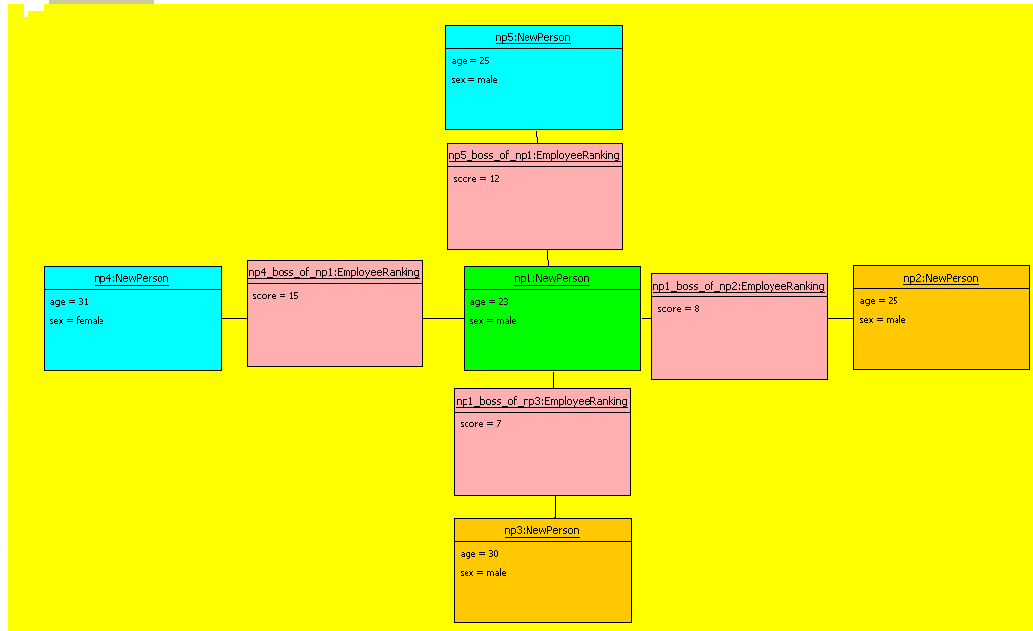 np5:NewPerson
age = 25
sex = male
np5_boss_of_np1:EmployeeRanking
score = 12
np4:NewPerson
age = 31
sex = female
np4_boss_of_np1:EmployeeRanking
score = 15
np1:NewPerson
age = 23
sex = male
np1_boss_of_np2:EmployeeRanking
score = 8
np2:NewPerson
age = 25
sex = male
np1_boss_of_np3:EmployeeRanking
score = 7
np3:NewPerson
age = 30
sex = male